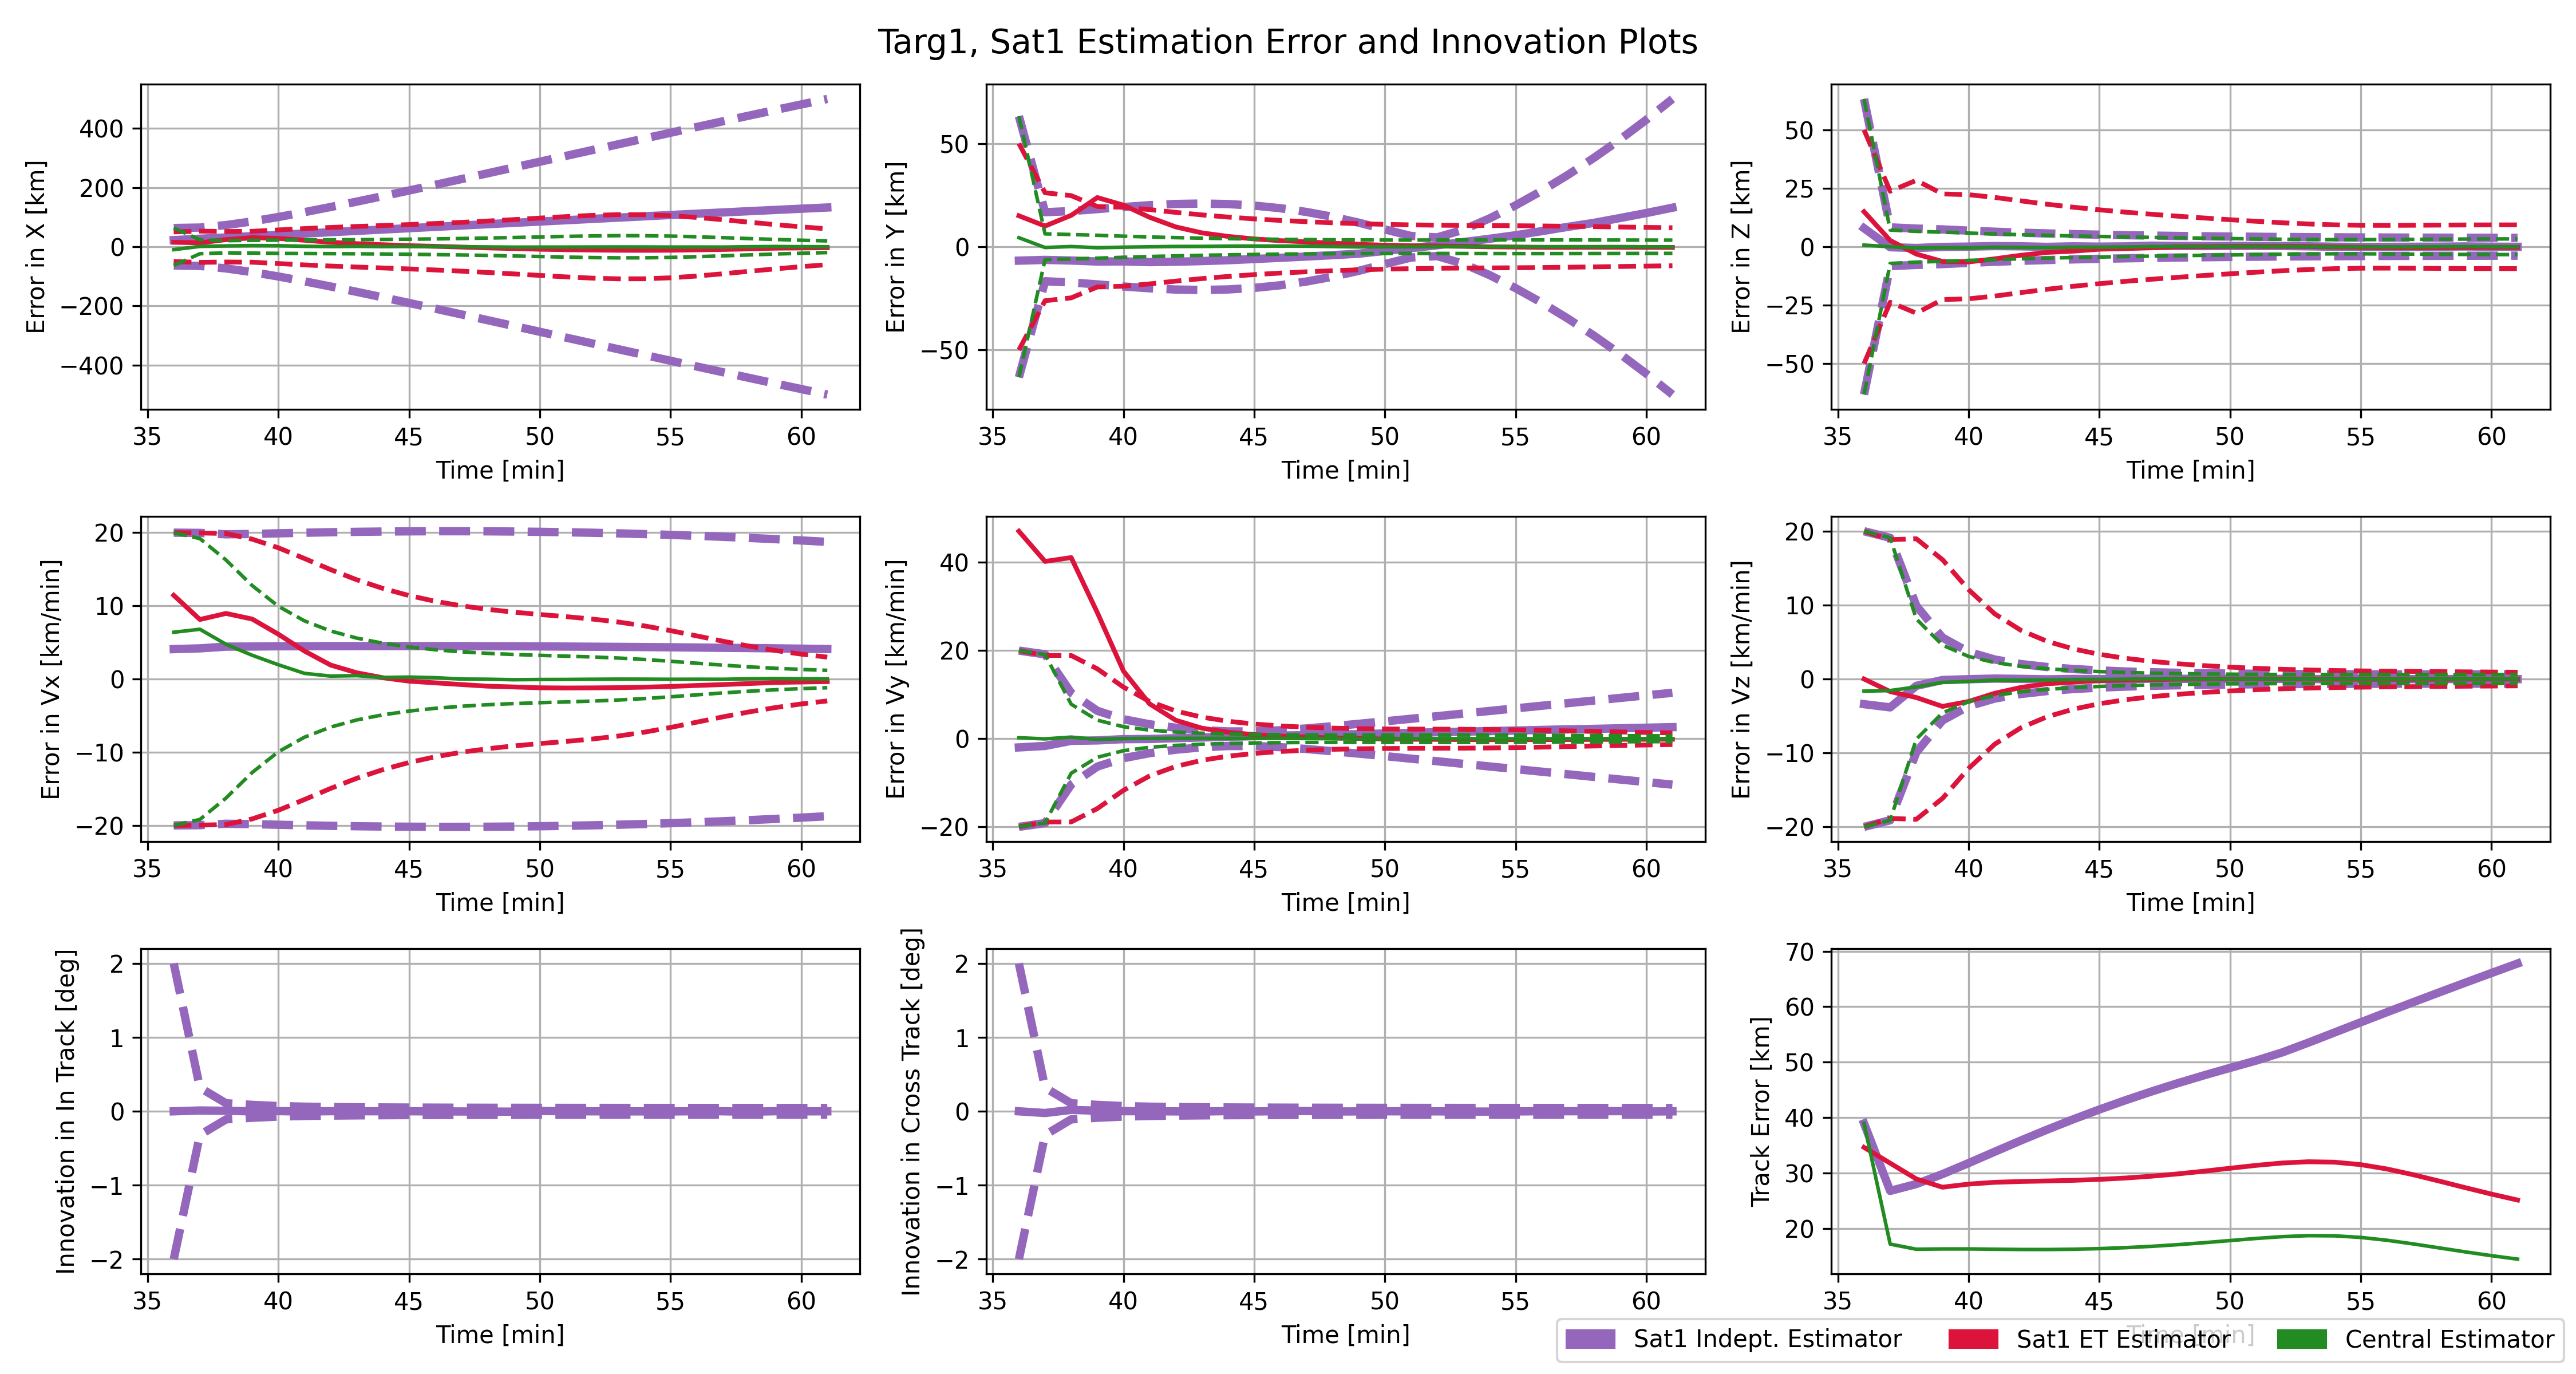 Targ1, Sat1 Estimation Error and Innovation Plots
Error in X [km]
400
200
0
−200
−400
35 40 45 50 55 60
Time [min]
Error in Y [km]
50
0
−50
35 40 45 50 55 60
Time [min]
Error in Z [km]
50
25
0
−25
−50
35 40 45 50 55 60
Time [min]
Error in Vx [km/min]
20
10
0
−10
−20
35 40 45 50 55 60
Time [min]
Error in Vy [km/min]
40
20
0
−20
35 40 45 50 55 60
Time [min]
Error in Vz [km/min]
20
10
0
−10
−20
35 40 45 50 55 60
Time [min]
Innovation in In Track [deg]
2
1
0
−1
−2
35 40 45 50 55 60
Time [min]
Innovation in Cross Track [deg]
2
1
0
−1
−2
35 40 45 50 55 60
Time [min]
Track Error [km]
70
60
50
40
30
20
35 40 45 50 55 60
Time [min]
Sat1 Indept. Estimator Sat1 ET Estimator Central Estimator